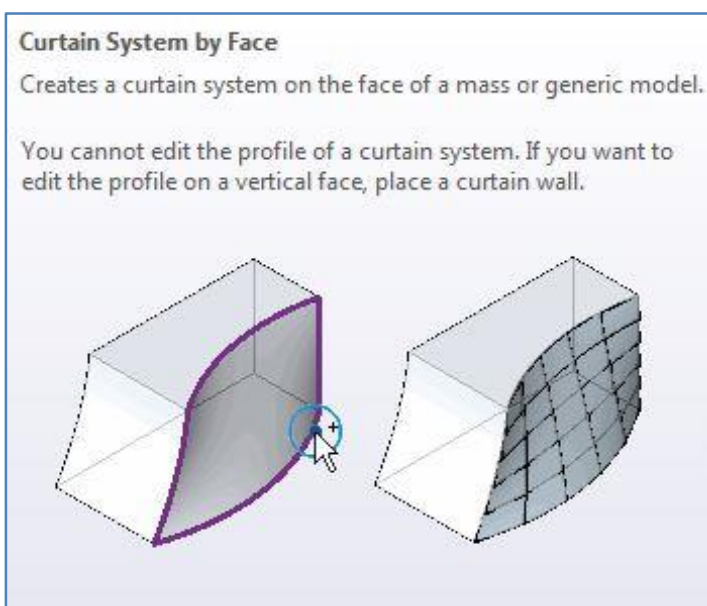 Curtain System by Face
Creates a curtain system on the face of a mass or generic model.
You cannot edit the profile of a curtain system. If you want to
edit the profile on a vertical face, place a curtain wall.